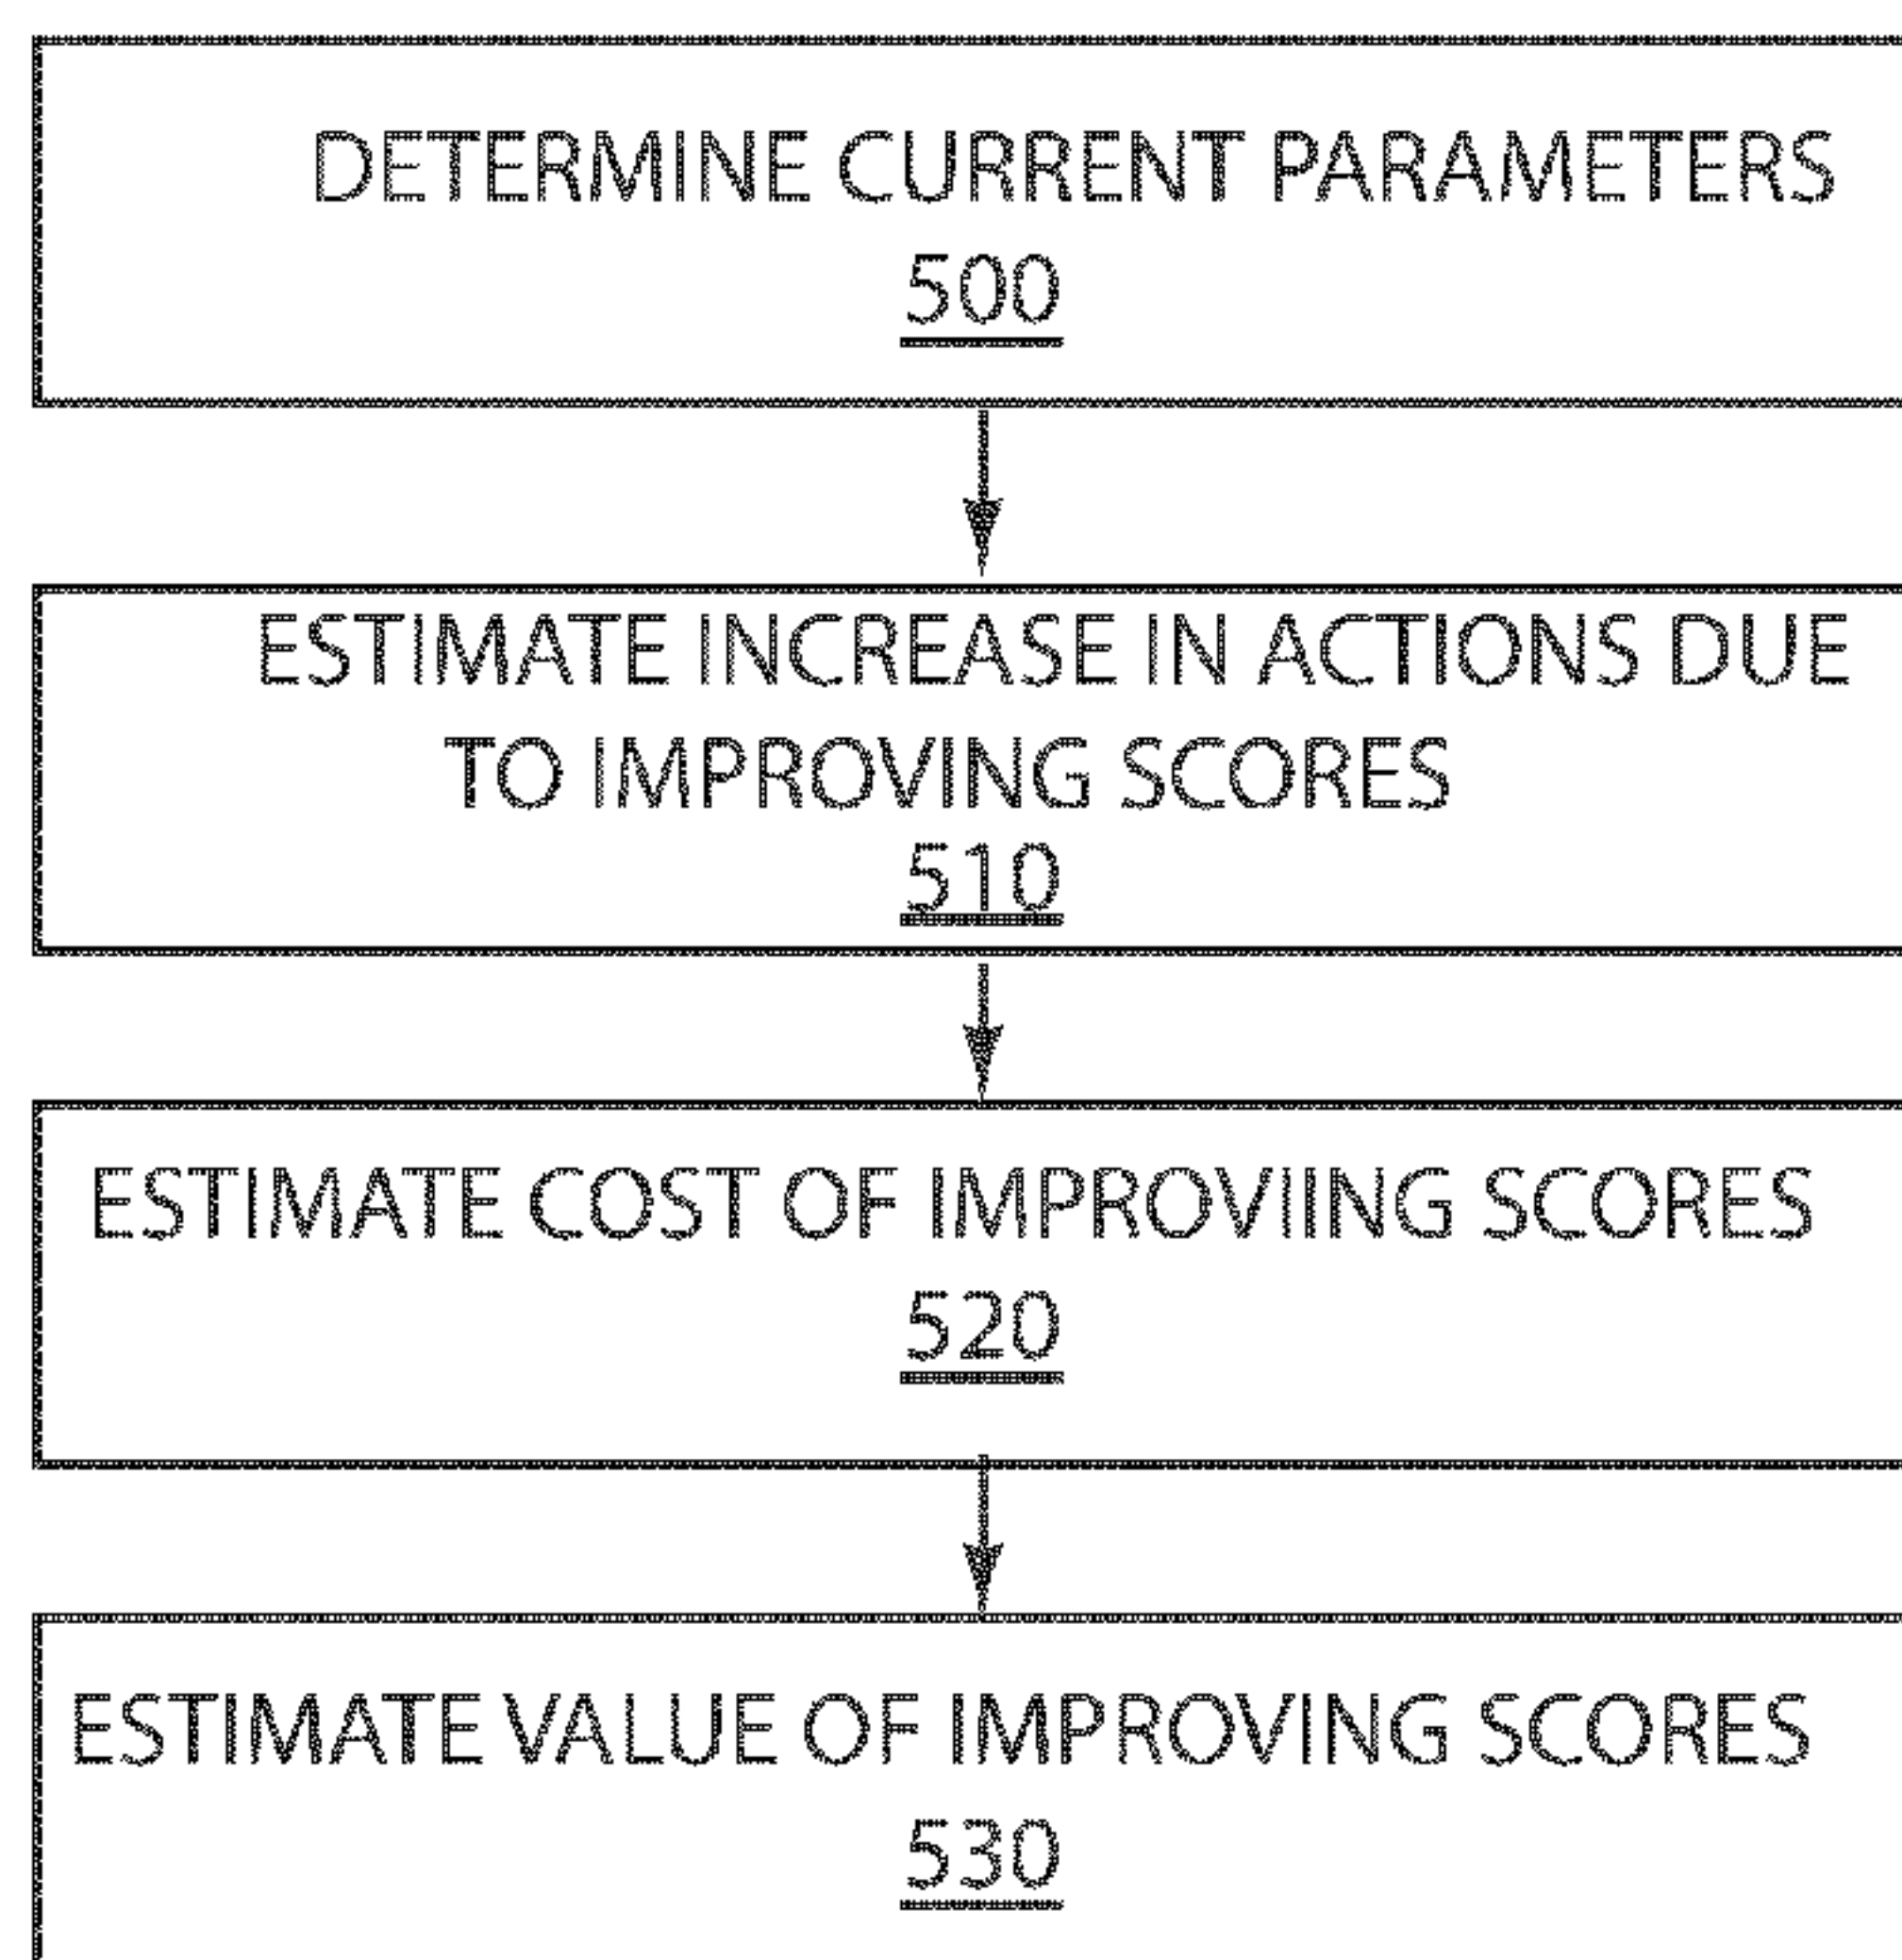 DETERMINE CURRENT PARAMETERS
500
ESTIMATE INCREASE IN ACTIONS DUE
TO IMPROVING SCORES
510
ESTIMATE COST OF IMPROVIING SCORES
520
ESTIMATE VALUE OF IMPROVING SCORES
530